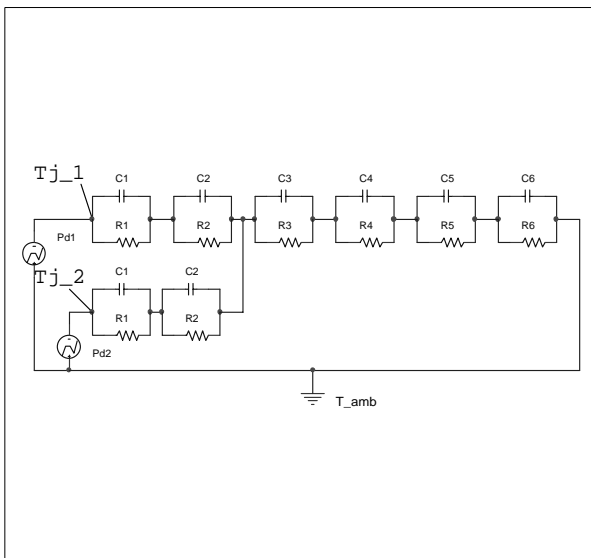 C1 C2 C3 C4 C5 C6
Tj_1
R1 R2 R3 R4 R5 R6
Pd1
Tj_2
C1 C2
R1 R2
Pd2
T_amb